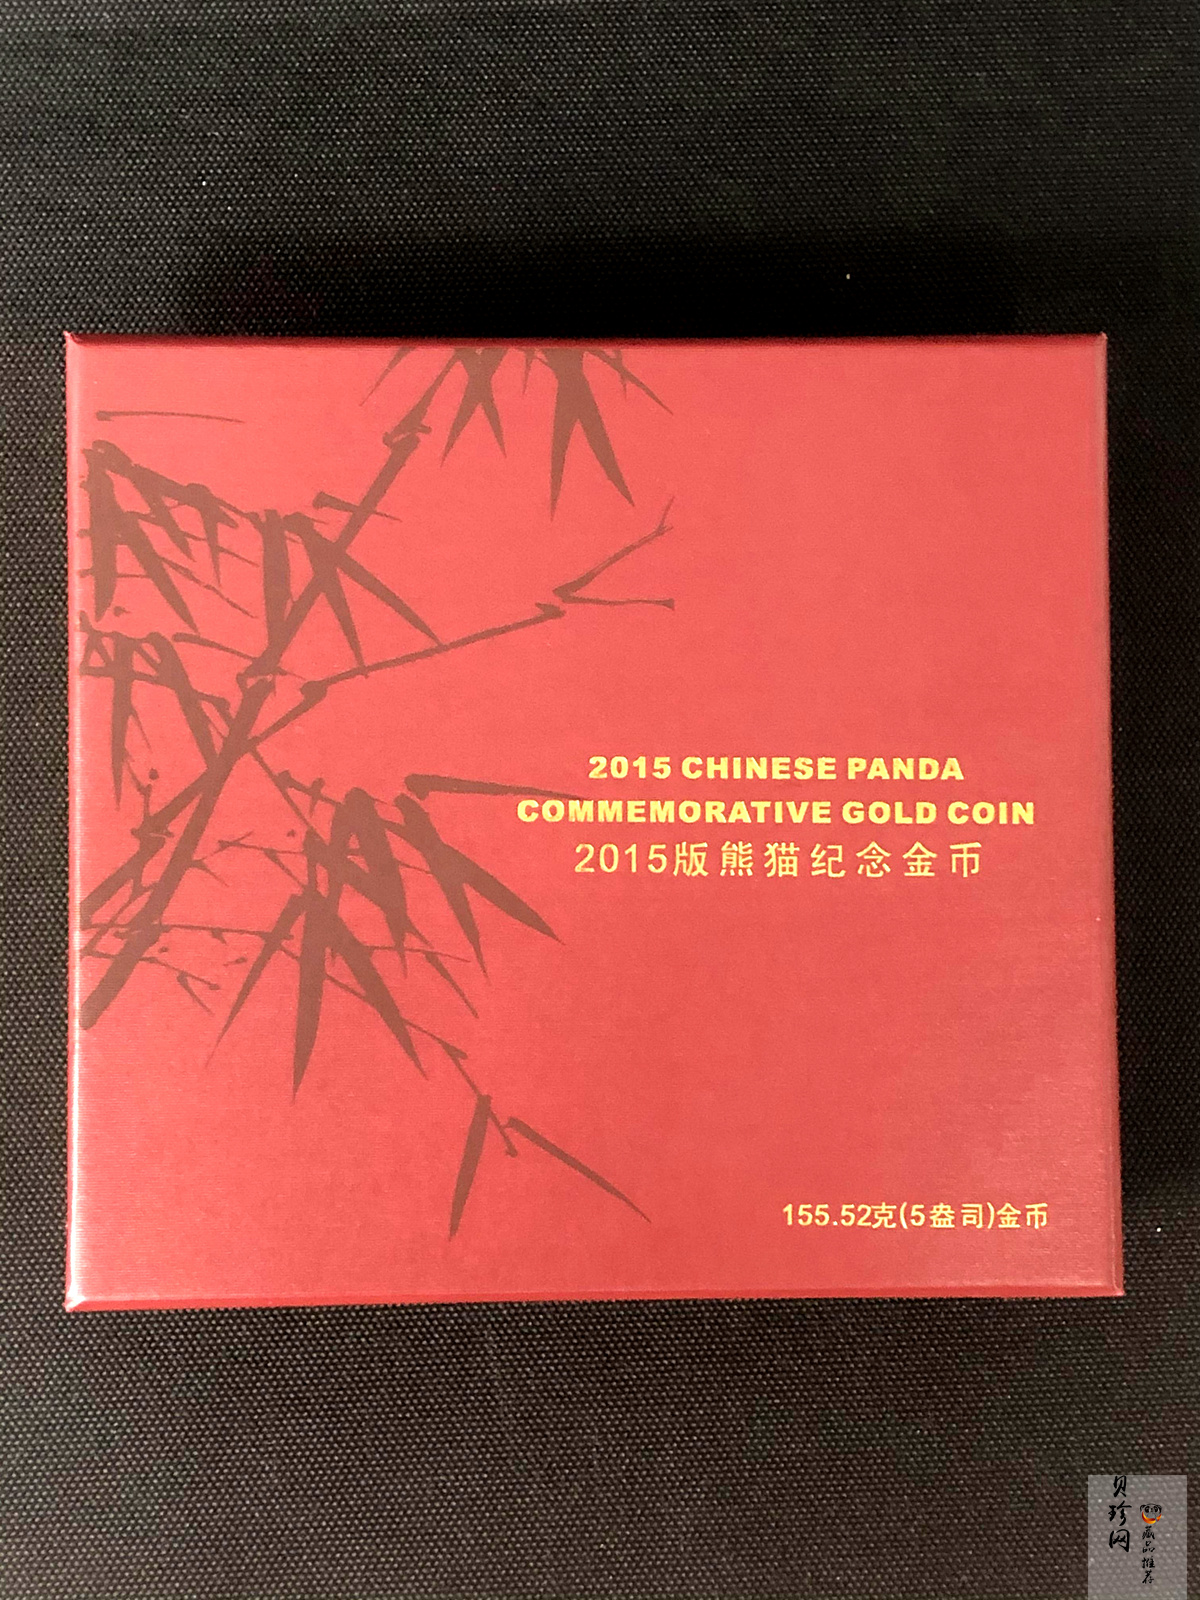 2015 CHINESE PANDA
COMMEMORATIVE GOLD COIN
2015版熊猫纪念金币
155.52克(5盎司)金币
贝珍网
藏品推荐